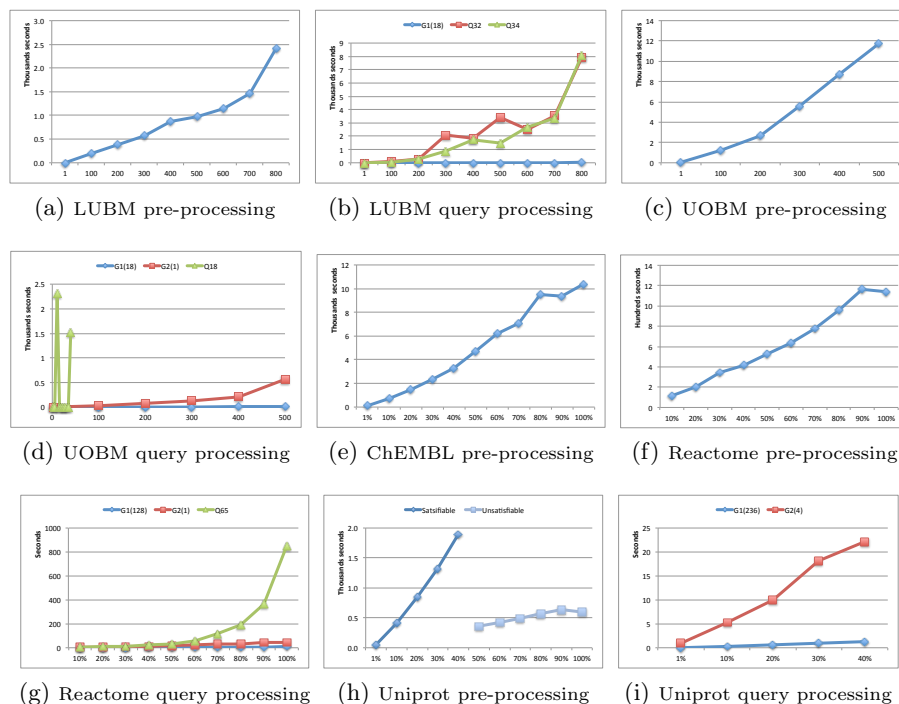 3.0
2.5
2.0
1.5
1.0
0.5
0.0
Thousands seconds
1 100 200 300 400 500 600 700 800
(a) LUBM pre-processing
G1(18) Q32 Q34
9
8
7
6
5
4
3
2
1
0
Thousands seconds
1 100 200 300 400 500 600 700 800
(b) LUBM query processing
14
12
10
8
6
4
2
0
Thousands seconds
1 100 200 300 400 500
(c) UOBM pre-processing
G1(18) G2(1) Q18
2.5
2
1.5
1
0.5
0
Thousands seconds
0 100 200 300 400 500
(d) UOBM query processing
12
10
8
6
4
2
0
Thousands seconds
1% 10% 20% 30% 40% 50% 60% 70% 80% 90% 100%
(e) ChEMBL pre-processing
14
12
10
8
6
4
2
0
Hundreds seconds
10% 20% 30% 40% 50% 60% 70% 80% 90% 100%
(f) Reactome pre-processing
G1(128) G2(1) Q65
1000
800
600
400
200
0
Seconds
10% 20% 30% 40% 50% 60% 70% 80% 90% 100%
(g) Reactome query processing
Satsifiable Unsatisfiable
2.0
1.5
1.0
0.5
0.0
Thousands seconds
1% 10% 20% 30% 40% 50% 60% 70% 80% 90% 100%
(h) Uniprot pre-processing
G1(236) G2(4)
25
20
15
10
5
0
Seconds
1% 10% 20% 30% 40%
(i) Uniprot query processing